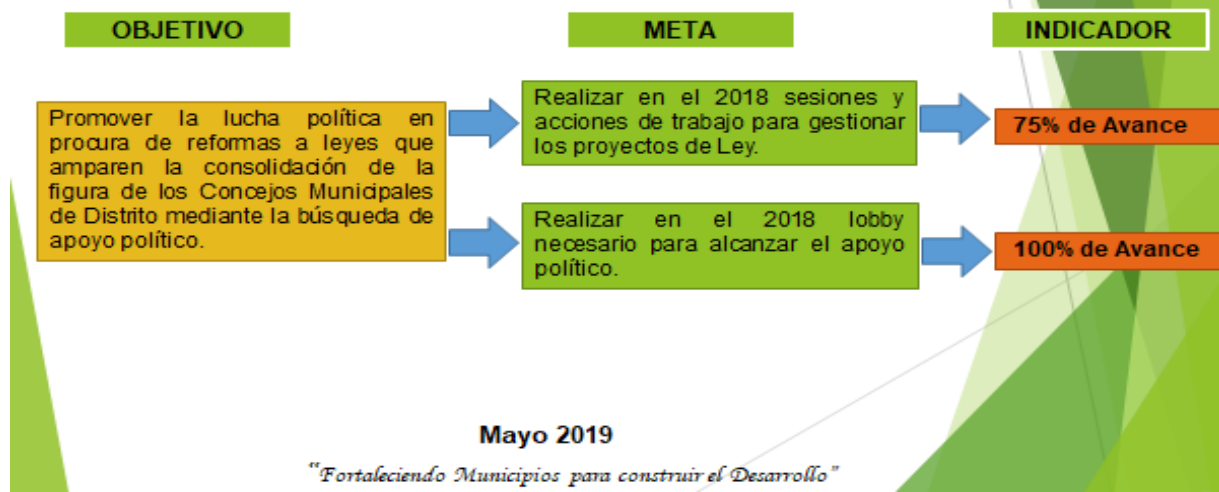 OBJETIVO
META
INDICADOR
Promover la lucha política en
procura de reformas a leyes que
amparen la consolidación de la
figura de los Concejos Municipales
de Distrito mediante la búsqueda de
apoyo político.
Realizar en el 2018 sesiones y
acciones de trabajo para gestionar
los proyectos de Ley.
75% de Avance
Realizar en el 2018 lobby
necesario para alcanzar el apoyo
político.
100% de Avance
Mayo 2019
“Fortaleciendo Municipios para construir el Desarrollo”